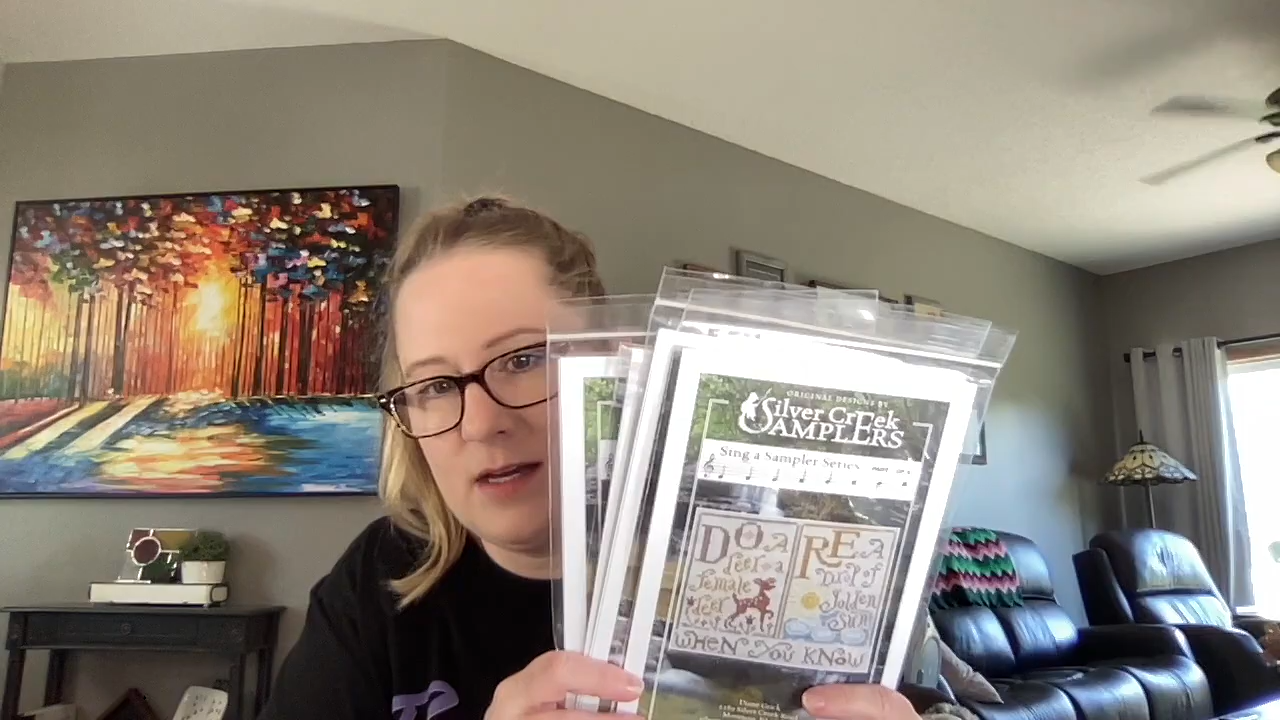 ORIGINAL DESIGNS BY
Silver Creek
SAMPLERS
Sing a Sampler Series
DO A
deer a
female
deer
RE A
Drop of
Golden
Sun
WHEN YOU KNOW